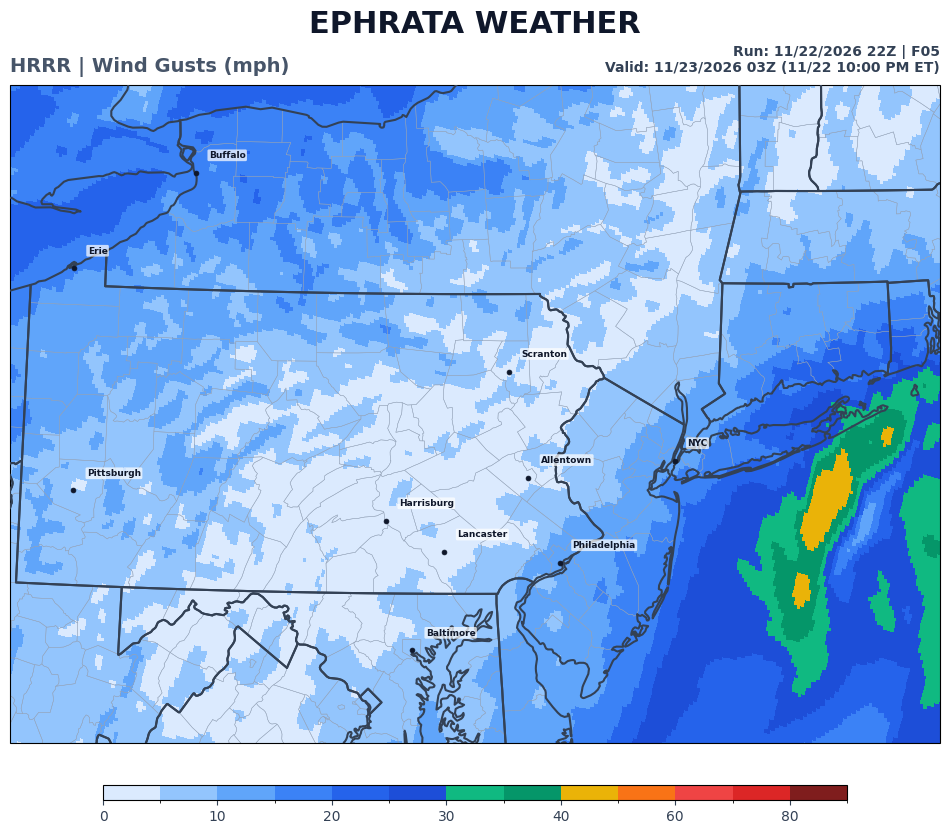 EPHRATA WEATHER
HRRR | Wind Gusts (mph)
Run: 11/22/2026 22Z | F05
Valid: 11/23/2026 03Z (11/22 10:00 PM ET)
Buffalo
Erie
Scranton
NYC
Pittsburgh
Allentown
Harrisburg
Lancaster
Philadelphia
Baltimore
0 10 20 30 40 50 60 70 80